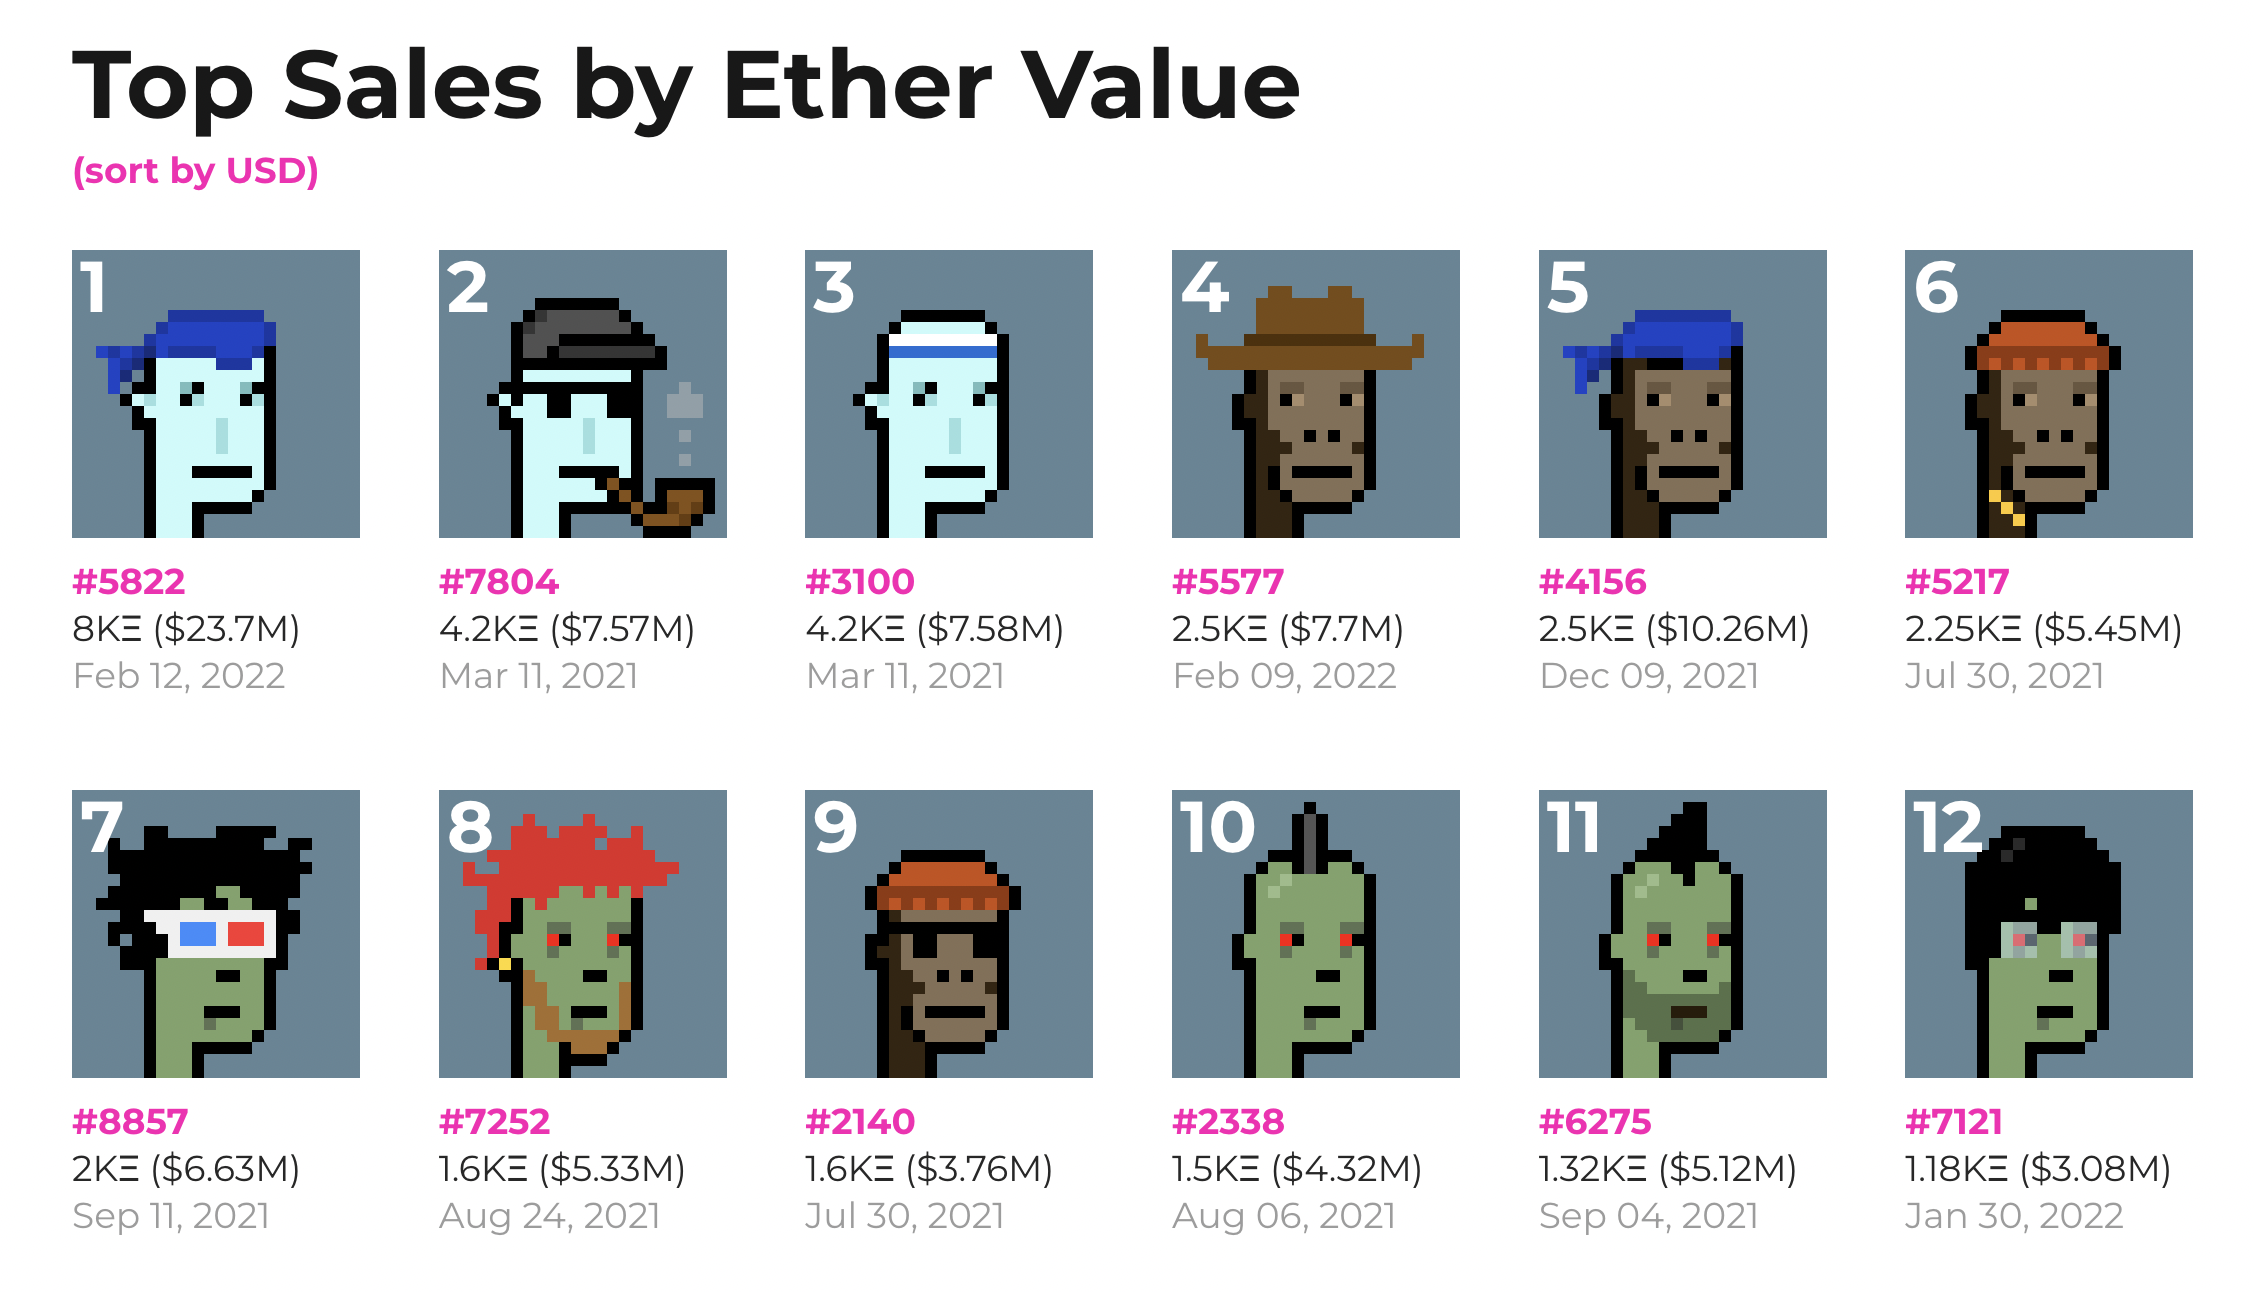 Top Sales by Ether Value
(sort by USD)
1
#5822
8KΞ ($23.7M)
Feb 12, 2022
2
#7804
4.2KΞ ($7.57M)
Mar 11, 2021
3
#3100
4.2KΞ ($7.58M)
Mar 11, 2021
4
#5577
2.5KΞ ($7.7M)
Feb 09, 2022
5
#4156
2.5KΞ ($10.26M)
Dec 09, 2021
6
#5217
2.25KΞ ($5.45M)
Jul 30, 2021
7
#8857
2KΞ ($6.63M)
Sep 11, 2021
8
#7252
1.6KΞ ($5.33M)
Aug 24, 2021
9
#2140
1.6KΞ ($3.76M)
Jul 30, 2021
10
#2338
1.5KΞ ($4.32M)
Aug 06, 2021
11
#6275
1.32KΞ ($5.12M)
Sep 04, 2021
12
#7121
1.18KΞ ($3.08M)
Jan 30, 2022